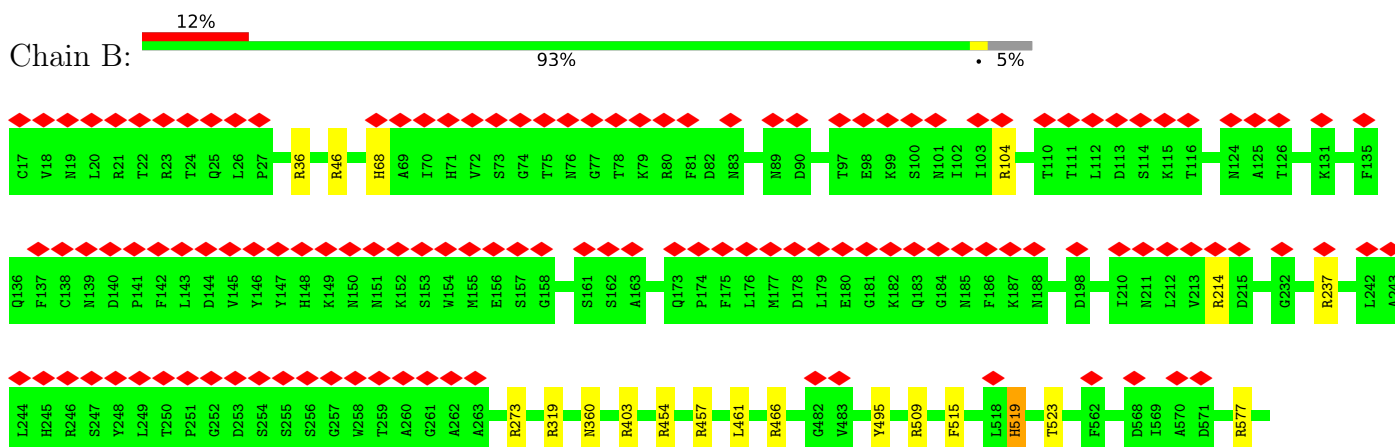 12%
Chain B:
93% • 5%
C17 V18 N19 L20 R21 T22 R23 T24 Q25 L26 P27 R36 R46 H68 A69 I70 H71 V72 S73 G74 T75 N76 G77 T78 K79 R80 F81 D82 N83 N89 D90 T97 E98 K99 S100 N101 I102 I103 R104 T110 T111 L112 D113 S114 K115 T116 N124 A125 T126 K131 F135
Q136 F137 C138 N139 D140 P141 F142 L143 D144 V145 Y146 Y147 H148 K149 N150 N151 K152 S153 W154 M155 E156 S157 G158 S161 S162 A163 Q173 P174 F175 L176 M177 D178 L179 E180 G181 K182 Q183 G184 N185 F186 K187 N188 D198 I210 N211 L212 V213 R214 D215 G232 R237 L242 A243
L244 H245 R246 S247 Y248 L249 T250 P251 G252 D253 S254 S255 S256 G257 W258 T259 A260 G261 A262 A263 R273 R319 N360 R403 R454 R457 L461 R466 G482 V483 Y495 R509 F515 L518 H519 T523 F562 D568 I569 A570 D571 R577